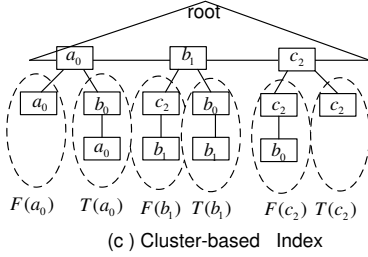 root
a₀ b₁ c₂
a₀ b₀ c₂ b₀ c₂ c₂
a₀ b₁ b₁ b₀
F(a₀) T(a₀) F(b₁) T(b₁) F(c₂) T(c₂)
(c) Cluster-based Index